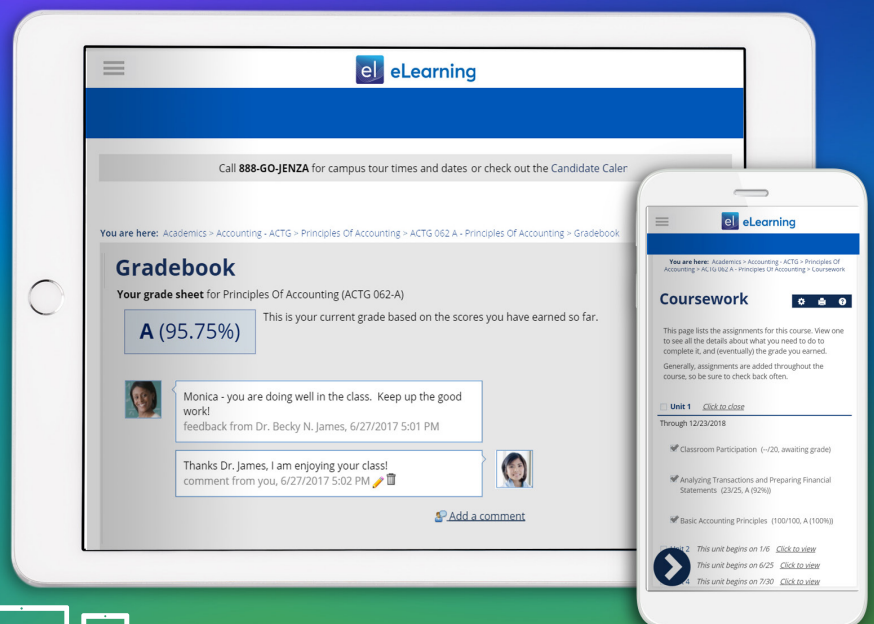 el eLearning
Call 888-GO-JENZA for campus tour times and dates or check out the Candidate Caler
You are here: Academics > Accounting - ACTG > Principles Of Accounting > ACTG 062 A - Principles Of Accounting > Gradebook
Gradebook
Your grade sheet for Principles Of Accounting (ACTG 062-A)
A (95.75%)
This is your current grade based on the scores you have earned so far.
Monica - you are doing well in the class. Keep up the good
work!
feedback from Dr. Becky N. James, 6/27/2017 5:01 PM
Thanks Dr. James, I am enjoying your class!
comment from you, 6/27/2017 5:02 PM
Add a comment
el eLearning
You are here: Academics > Accounting - ACTG > Principles Of
Accounting > ACTG 062 A - Principles Of Accounting > Coursework
Coursework
This page lists the assignments for this course. View one
to see all the details about what you need to do to
complete it, and (eventually) the grade you earned.
Generally, assignments are added throughout the
course, so be sure to check back often.
Unit 1 Click to close
Through 12/23/2018
Classroom Participation (--/20, awaiting grade)
Analyzing Transactions and Preparing Financial
Statements (23/25, A (92%))
Basic Accounting Principles (100/100, A (100%))
2 This unit begins on 1/6 Click to view
This unit begins on 6/25 Click to view
4 This unit begins on 7/30 Click to view